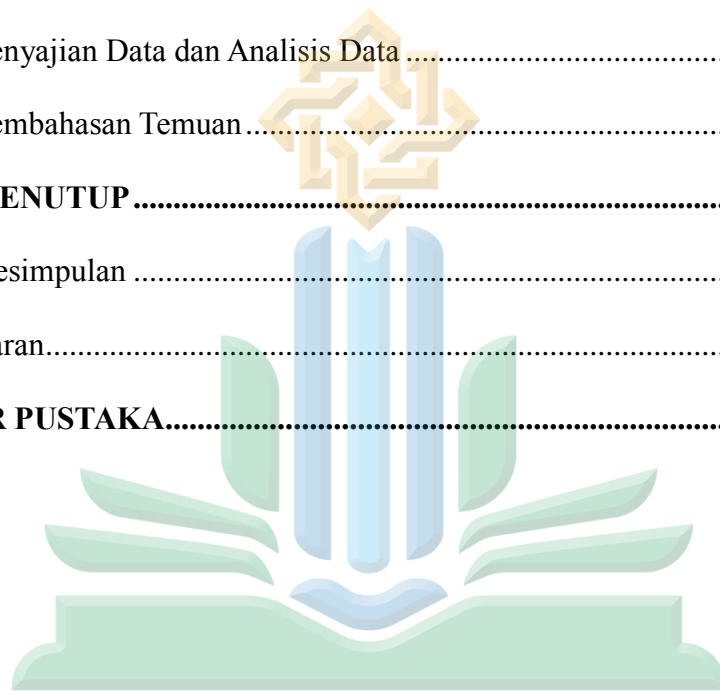 enyajian Data dan Analisis Data ........................................
embahasan Temuan ............................................................
ENUTUP ..........................................................................
esimpulan ..........................................................................
aran......................................................................................
R PUSTAKA.......................................................................